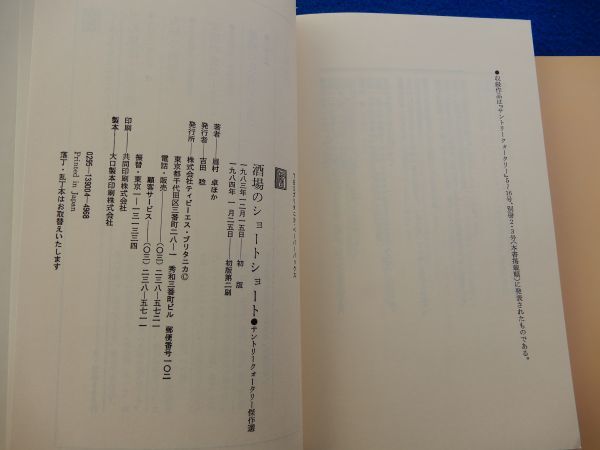 ●収録作品は『サントリークォータリー』5／16号、別冊2・3号（本書掲載順）に発表されたものである。
酒場のショートショート●サントリークォータリー傑作選
一九八三年一二月一五日――初版
一九八四年　一月二五日――初版第二刷
著者――眉村　卓ほか
発行者――吉田　稔
発行所――株式会社ティビーエス・ブリタニカ©
東京都千代田区三番町二八―一　秀和三番町ビル　郵便番号一〇二
電話・販売――（〇三）二三八―五七二一
顧客サービス――（〇三）二三八―五七一一
振替・東京一―一三一三三四
印刷――共同印刷株式会社
製本――大口製本印刷株式会社
0295―139014―4968
Printed in Japan
落丁・乱丁本はお取替えいたします